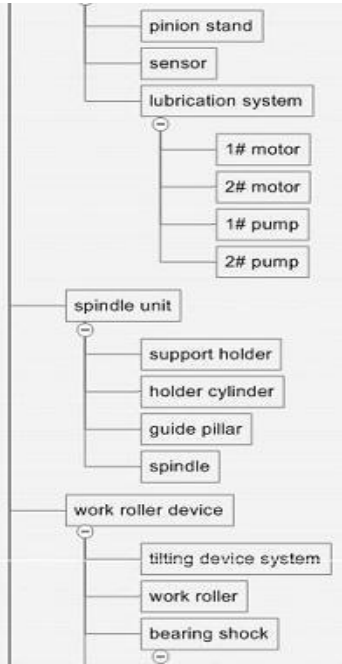 pinion stand
sensor
lubrication system
1# motor
2# motor
1# pump
2# pump
spindle unit
support holder
holder cylinder
guide pillar
spindle
work roller device
tilting device system
work roller
bearing shock